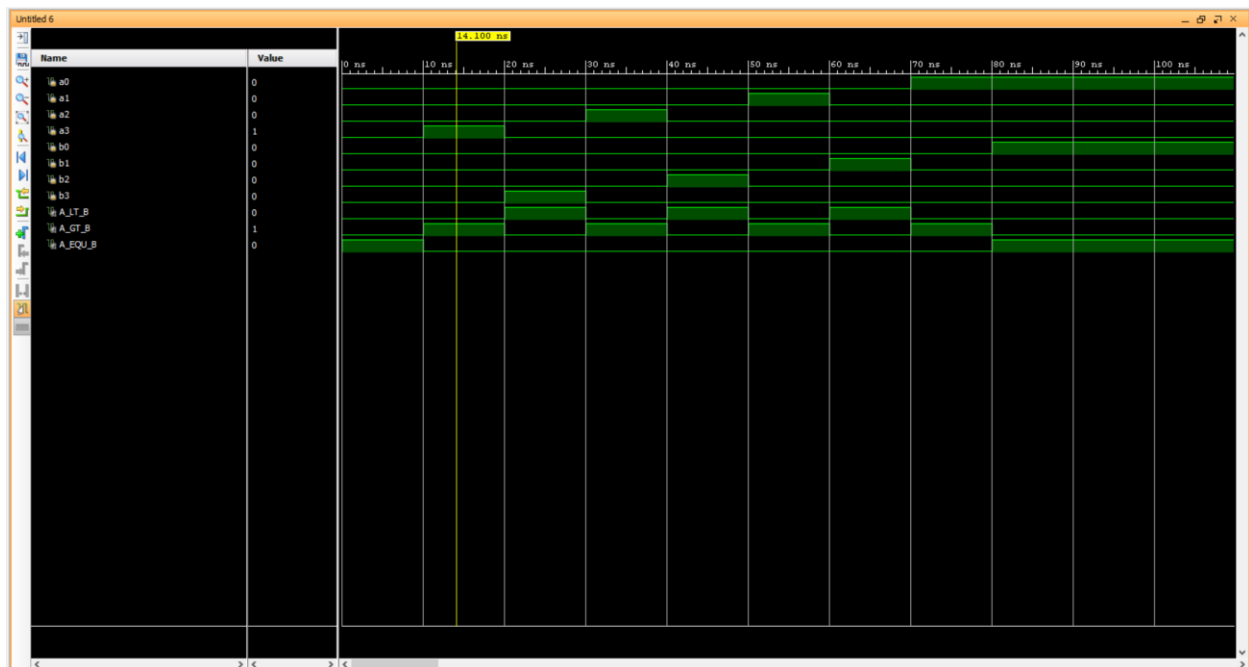 Untitled 6
14.100 ns
Name Value
0 ns 10 ns 20 ns 30 ns 40 ns 50 ns 60 ns 70 ns 80 ns 90 ns 100 ns
a0 0
a1 0
a2 0
a3 1
b0 0
b1 0
b2 0
b3 0
A_LT_B 0
A_GT_B 1
A_EQU_B 0